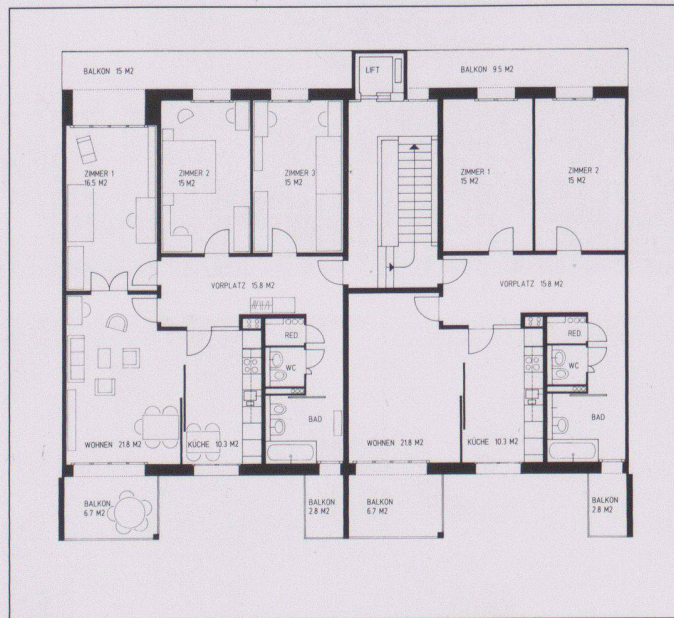 BALKON 15 M2
LIFT
BALKON 9.5 M2
ZIMMER 1
16.5 M2
ZIMMER 2
15 M2
ZIMMER 3
15 M2
ZIMMER 1
15 M2
ZIMMER 2
15 M2
VORPLATZ 15.8 M2
VORPLATZ 15.8 M2
RED
WC
BAD
RED
WC
BAD
WOHNEN 21.8 M2
KÜCHE 10.3 M2
WOHNEN 21.8 M2
KÜCHE 10.3 M2
BALKON
6.7 M2
BALKON
2.8 M2
BALKON
6.7 M2
BALKON
2.8 M2